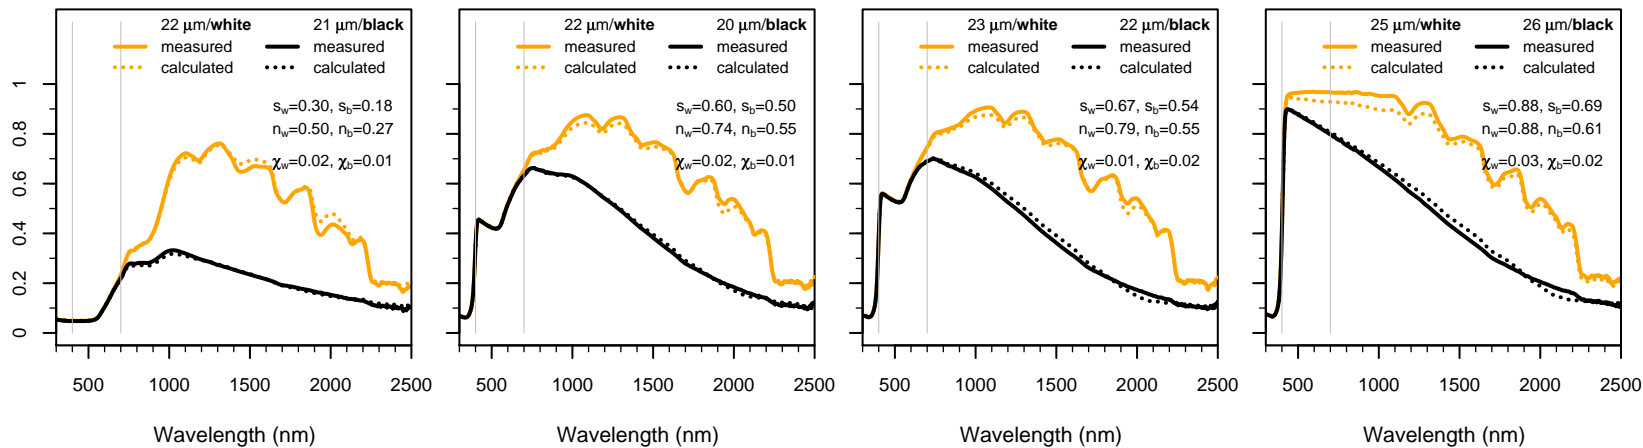 22 μm/white 21 μm/black
measured measured
calculated calculated
s_w=0.30, s_b=0.18
n_w=0.50, n_b=0.27
χ_w=0.02, χ_b=0.01
0 0.2 0.4 0.6 0.8 1
500 1000 1500 2000 2500
Wavelength (nm)
22 μm/white 20 μm/black
measured measured
calculated calculated
s_w=0.60, s_b=0.50
n_w=0.74, n_b=0.55
χ_w=0.02, χ_b=0.01
500 1000 1500 2000 2500
Wavelength (nm)
23 μm/white 22 μm/black
measured measured
calculated calculated
s_w=0.67, s_b=0.54
n_w=0.79, n_b=0.55
χ_w=0.01, χ_b=0.02
500 1000 1500 2000 2500
Wavelength (nm)
25 μm/white 26 μm/black
measured measured
calculated calculated
s_w=0.88, s_b=0.69
n_w=0.88, n_b=0.61
χ_w=0.03, χ_b=0.02
500 1000 1500 2000 2500
Wavelength (nm)